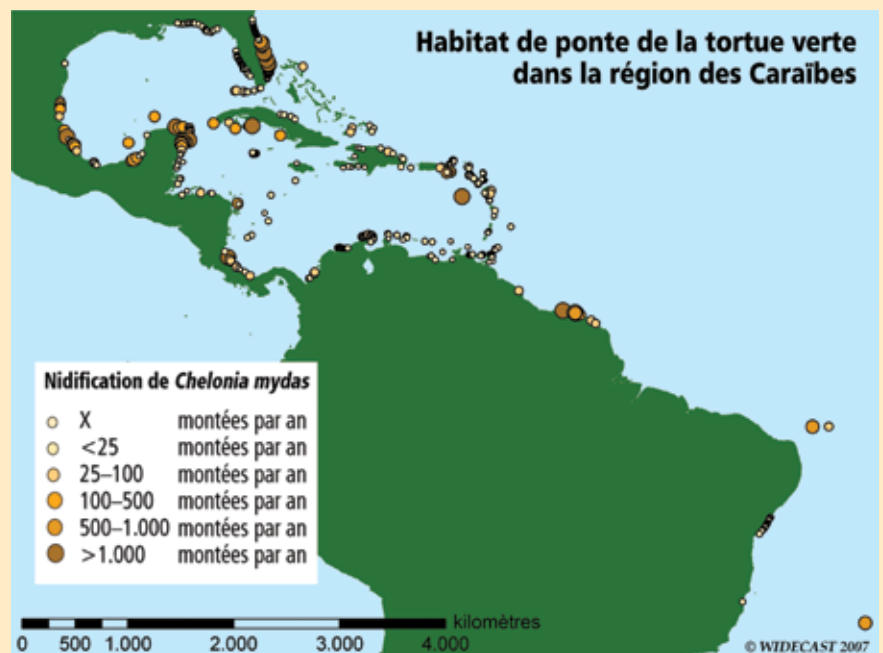 Habitat de ponte de la tortue verte
dans la région des Caraïbes
Nidification de Chelonia mydas
X montées par an
<25 montées par an
25–100 montées par an
100–500 montées par an
500–1.000 montées par an
>1.000 montées par an
kilomètres
0 500 1.000 2.000 3.000 4.000
© WIDECAST 2007